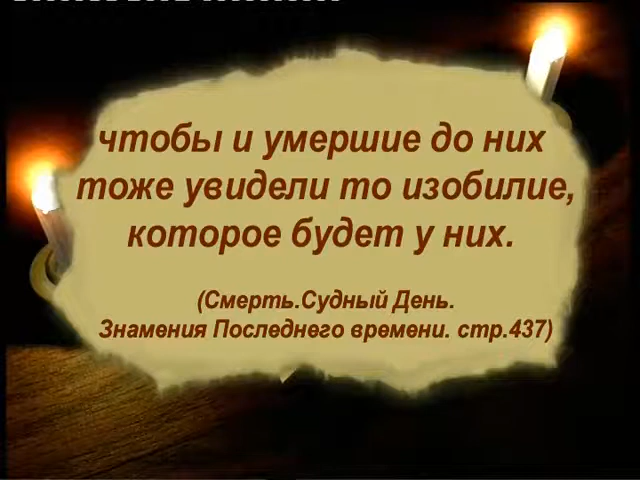 чтобы и умершие до них
тоже увидели то изобилие,
которое будет у них.
(Смерть.Судный День.
Знамения Последнего времени. стр.437)